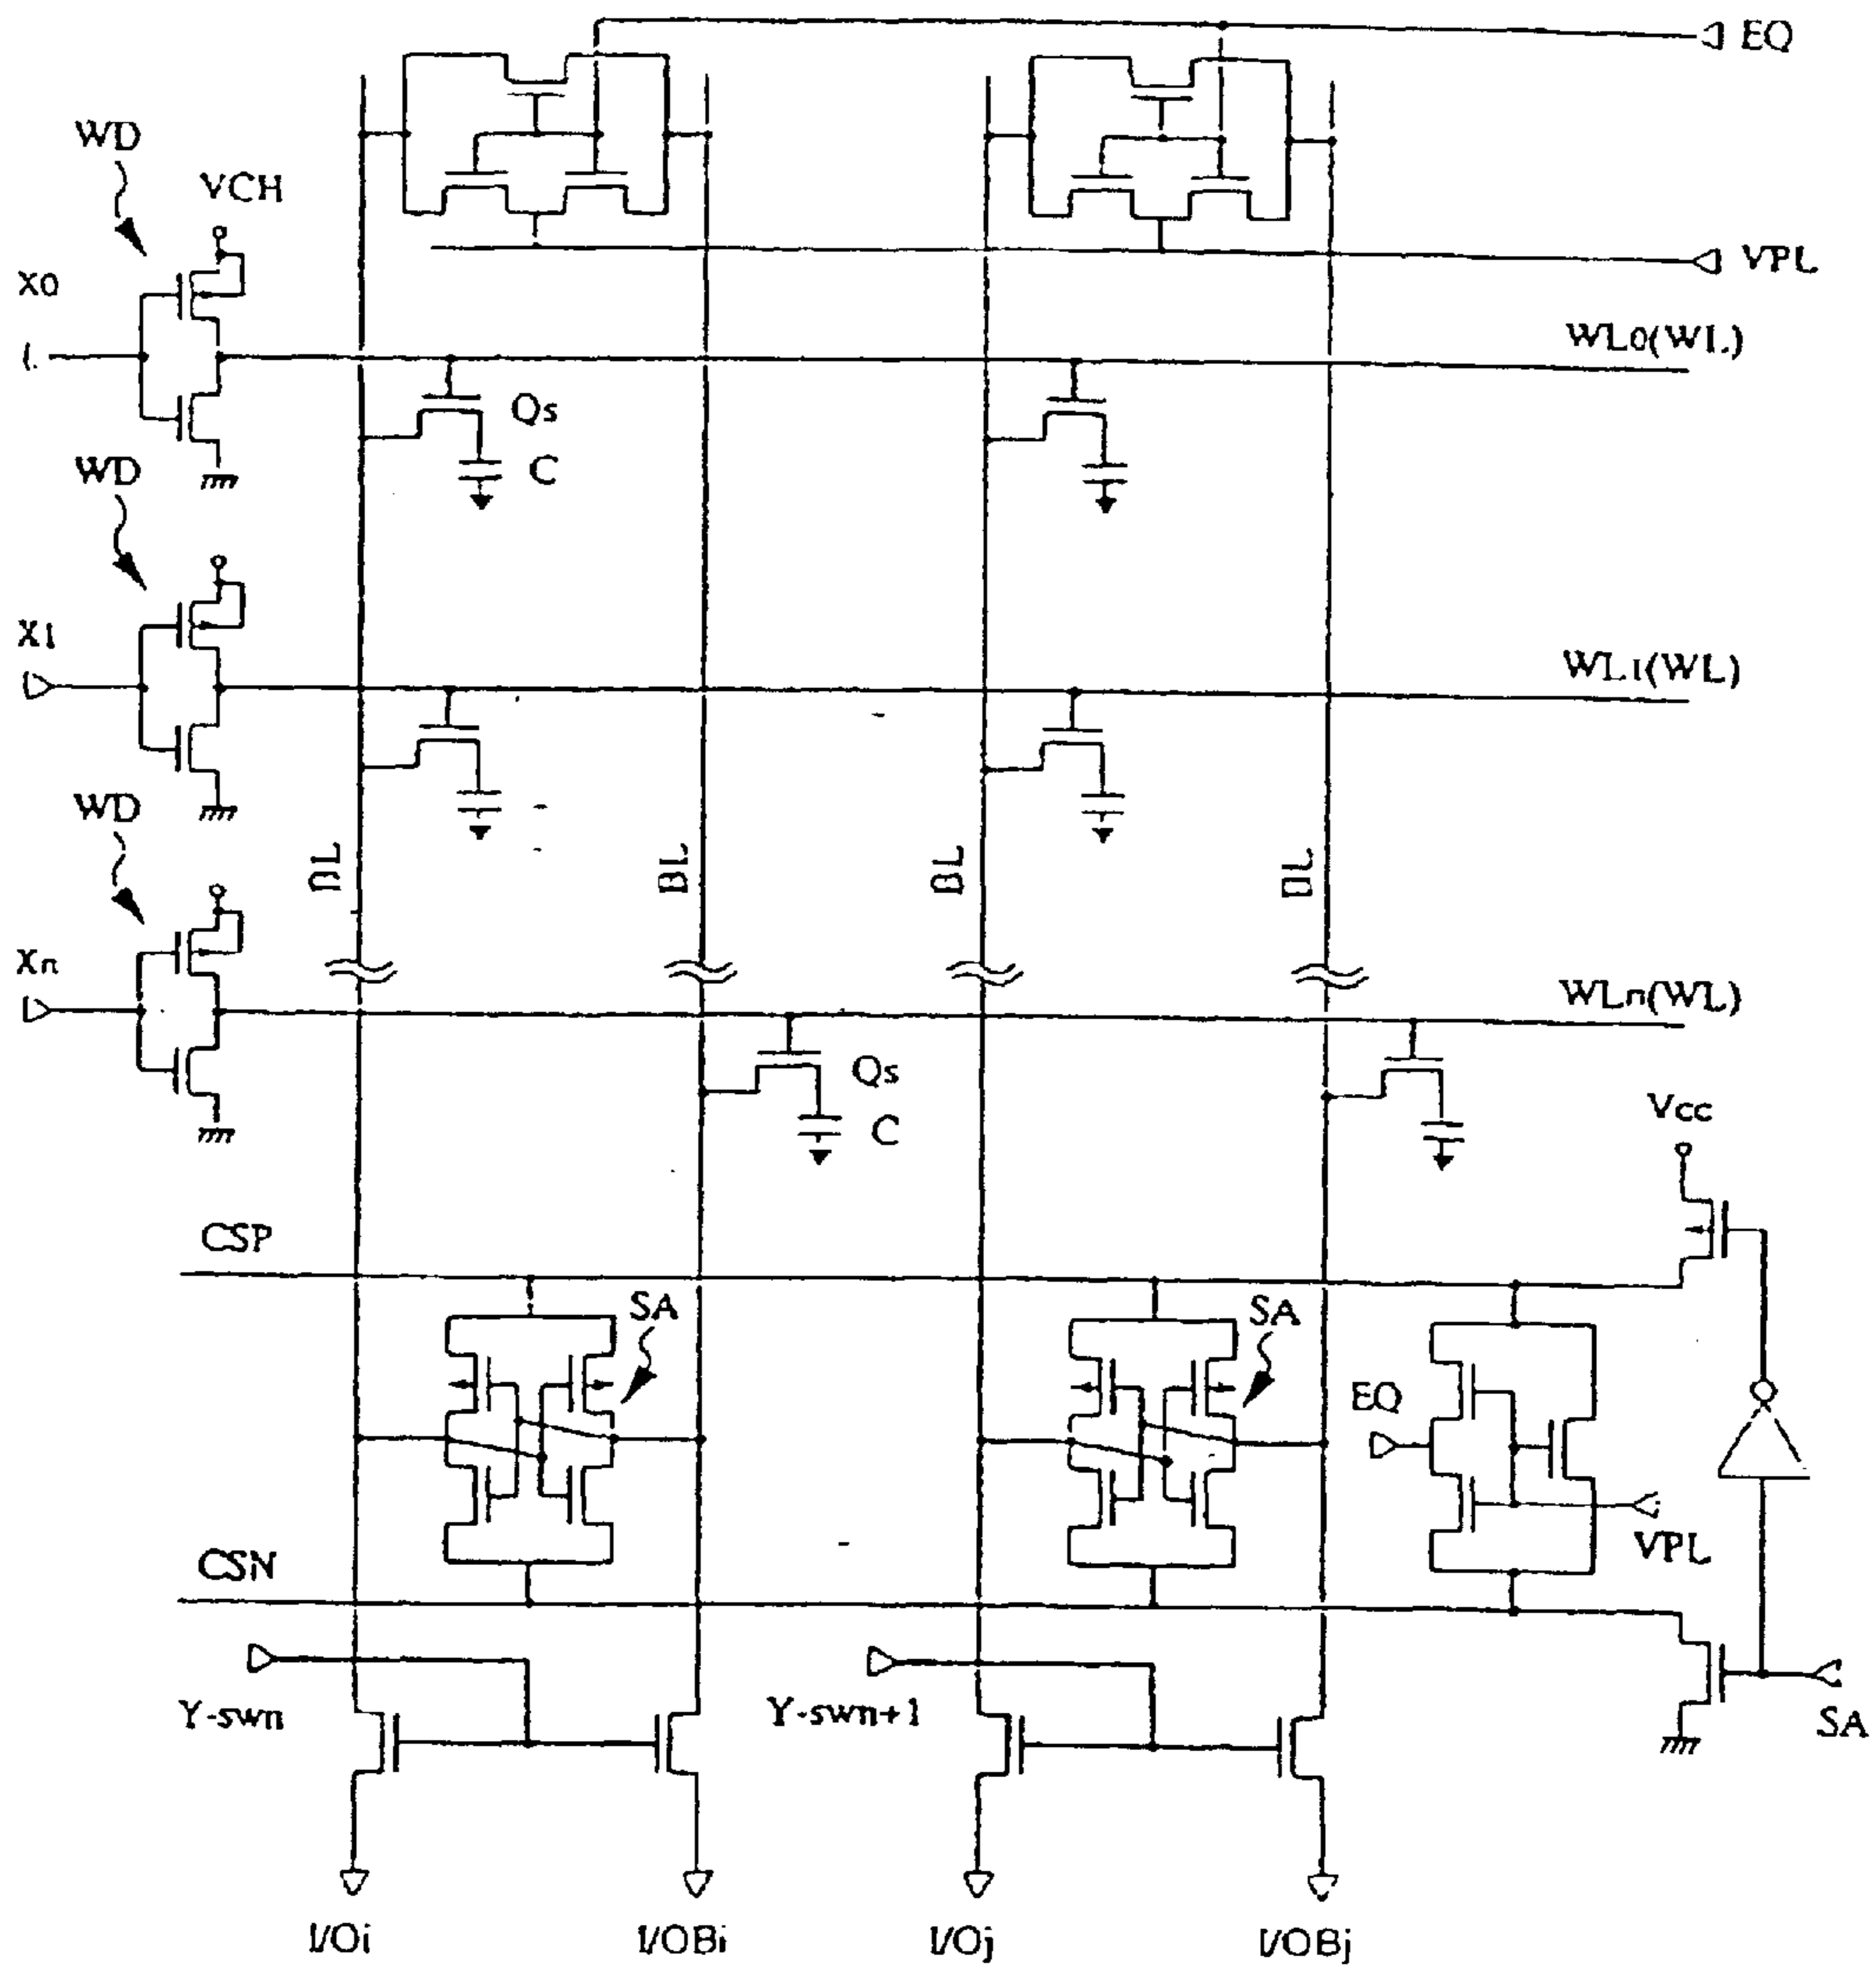 EQ
WD
VCH
VPL
X0
WL0(WL)
Qs
C
WD
X1
WL1(WL)
WD
BL
BL
BL
BL
Xn
WLn(WL)
Qs
C
Vcc
CSP
SA
SA
EQ
VPL
CSN
Y-swn
Y-swn+1
SA
I/Oi
I/OBi
I/Oj
I/OBj